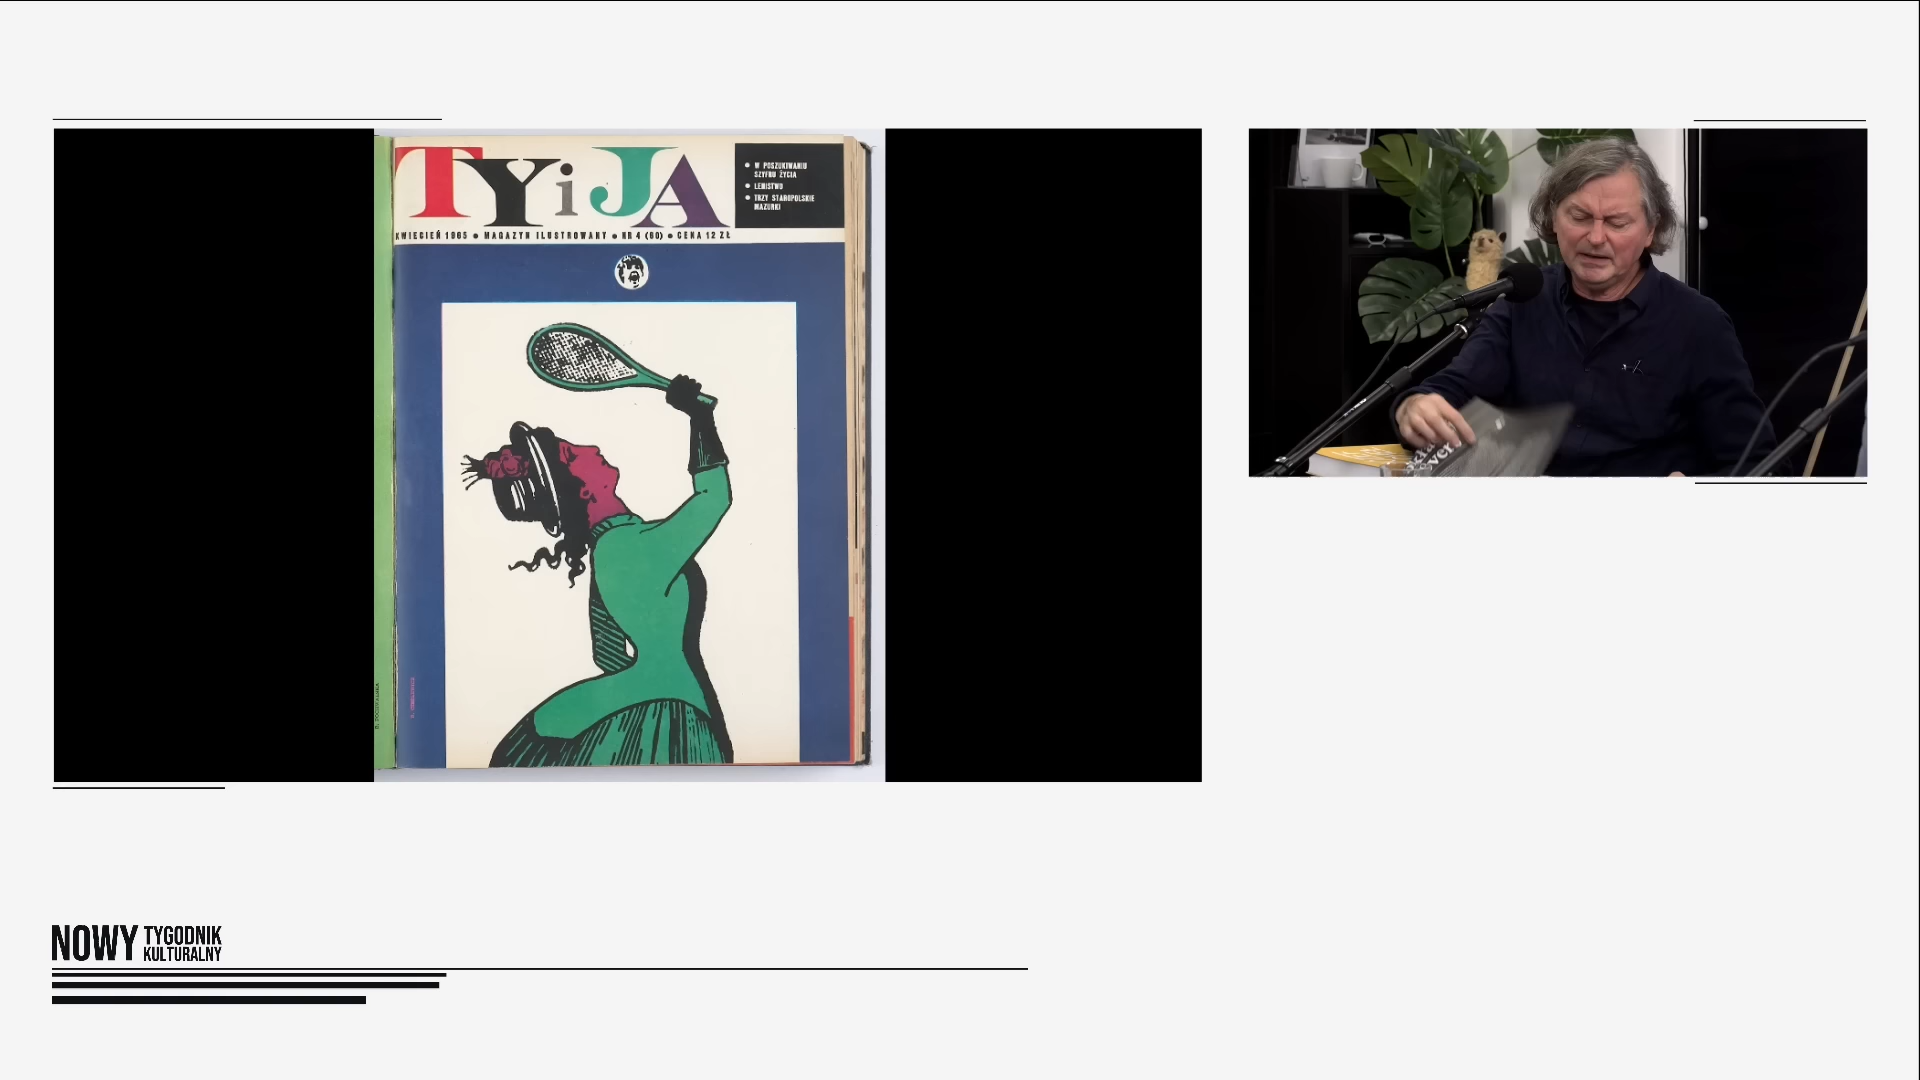 TY i JA
● W POSZUKIWANIU
SZYFRU ŻYCIA
● LENISTWO
● TRZY STAROPOLSKIE
MAZURKI
KWIECIEŃ 1965 ● MAGAZYN ILUSTROWANY ● NR 4 (60) ● CENA 12 ZŁ
NOWY TYGODNIK
KULTURALNY